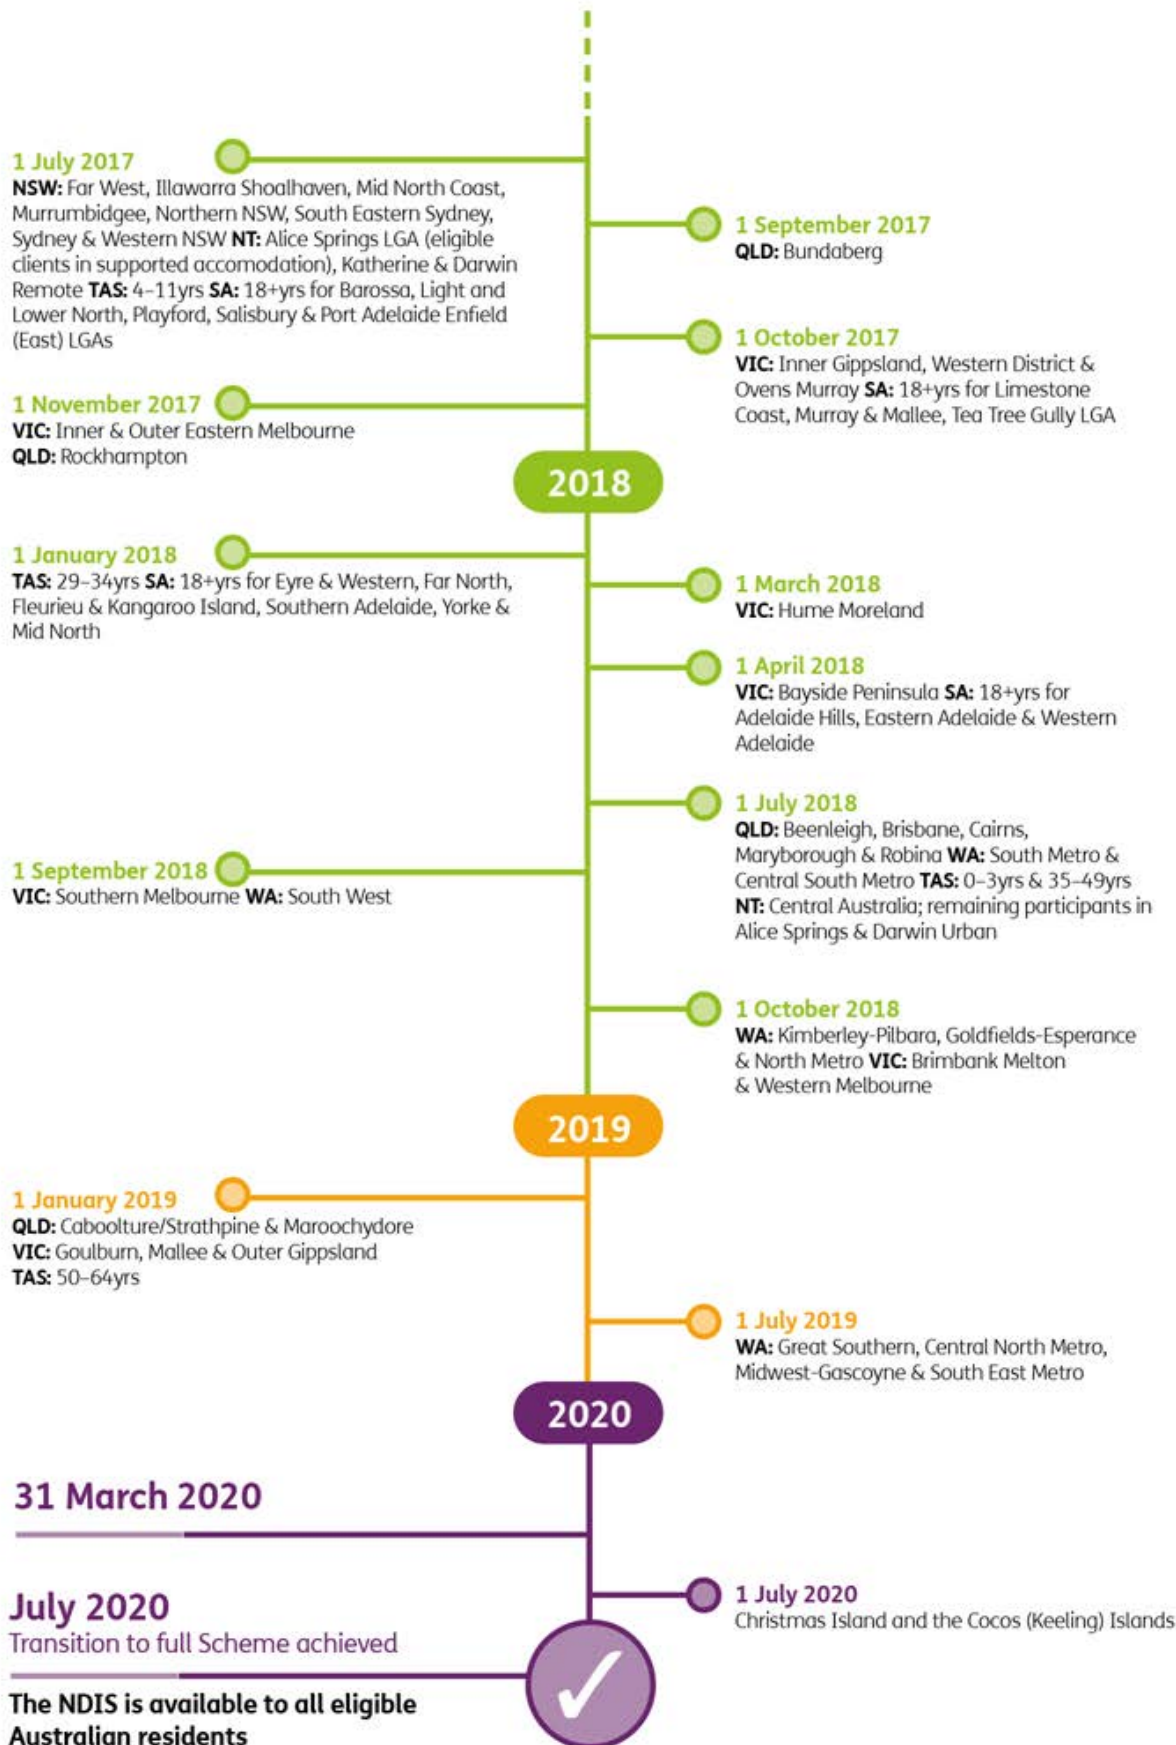 1 July 2017
NSW: Far West, Illawarra Shoalhaven, Mid North Coast,
Murrumbidgee, Northern NSW, South Eastern Sydney,
Sydney & Western NSW NT: Alice Springs LGA (eligible
clients in supported accomodation), Katherine & Darwin
Remote TAS: 4–11yrs SA: 18+yrs for Barossa, Light and
Lower North, Playford, Salisbury & Port Adelaide Enfield
(East) LGAs
1 September 2017
QLD: Bundaberg
1 October 2017
VIC: Inner Gippsland, Western District &
Ovens Murray SA: 18+yrs for Limestone
Coast, Murray & Mallee, Tea Tree Gully LGA
1 November 2017
VIC: Inner & Outer Eastern Melbourne
QLD: Rockhampton
2018
1 January 2018
TAS: 29–34yrs SA: 18+yrs for Eyre & Western, Far North,
Fleurieu & Kangaroo Island, Southern Adelaide, Yorke &
Mid North
1 March 2018
VIC: Hume Moreland
1 April 2018
VIC: Bayside Peninsula SA: 18+yrs for
Adelaide Hills, Eastern Adelaide & Western
Adelaide
1 July 2018
QLD: Beenleigh, Brisbane, Cairns,
Maryborough & Robina WA: South Metro &
Central South Metro TAS: 0–3yrs & 35–49yrs
NT: Central Australia; remaining participants in
Alice Springs & Darwin Urban
1 September 2018
VIC: Southern Melbourne WA: South West
1 October 2018
WA: Kimberley-Pilbara, Goldfields-Esperance
& North Metro VIC: Brimbank Melton
& Western Melbourne
2019
1 January 2019
QLD: Caboolture/Strathpine & Maroochydore
VIC: Goulburn, Mallee & Outer Gippsland
TAS: 50–64yrs
1 July 2019
WA: Great Southern, Central North Metro,
Midwest-Gascoyne & South East Metro
2020
31 March 2020
1 July 2020
Christmas Island and the Cocos (Keeling) Islands
July 2020
Transition to full Scheme achieved
The NDIS is available to all eligible
Australian residents